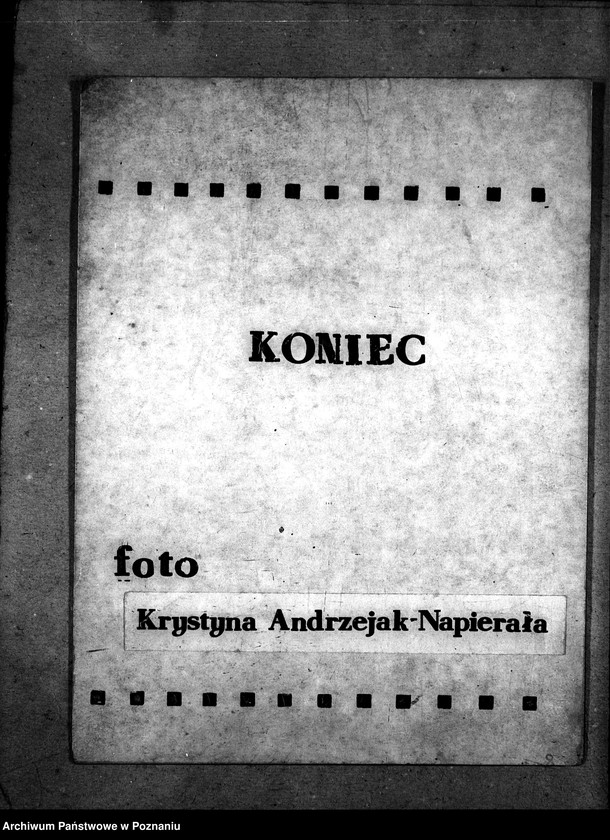 KONIEC
foto
Krystyna Andrzejak-Napierała
Archiwum Państwowe w Poznaniu